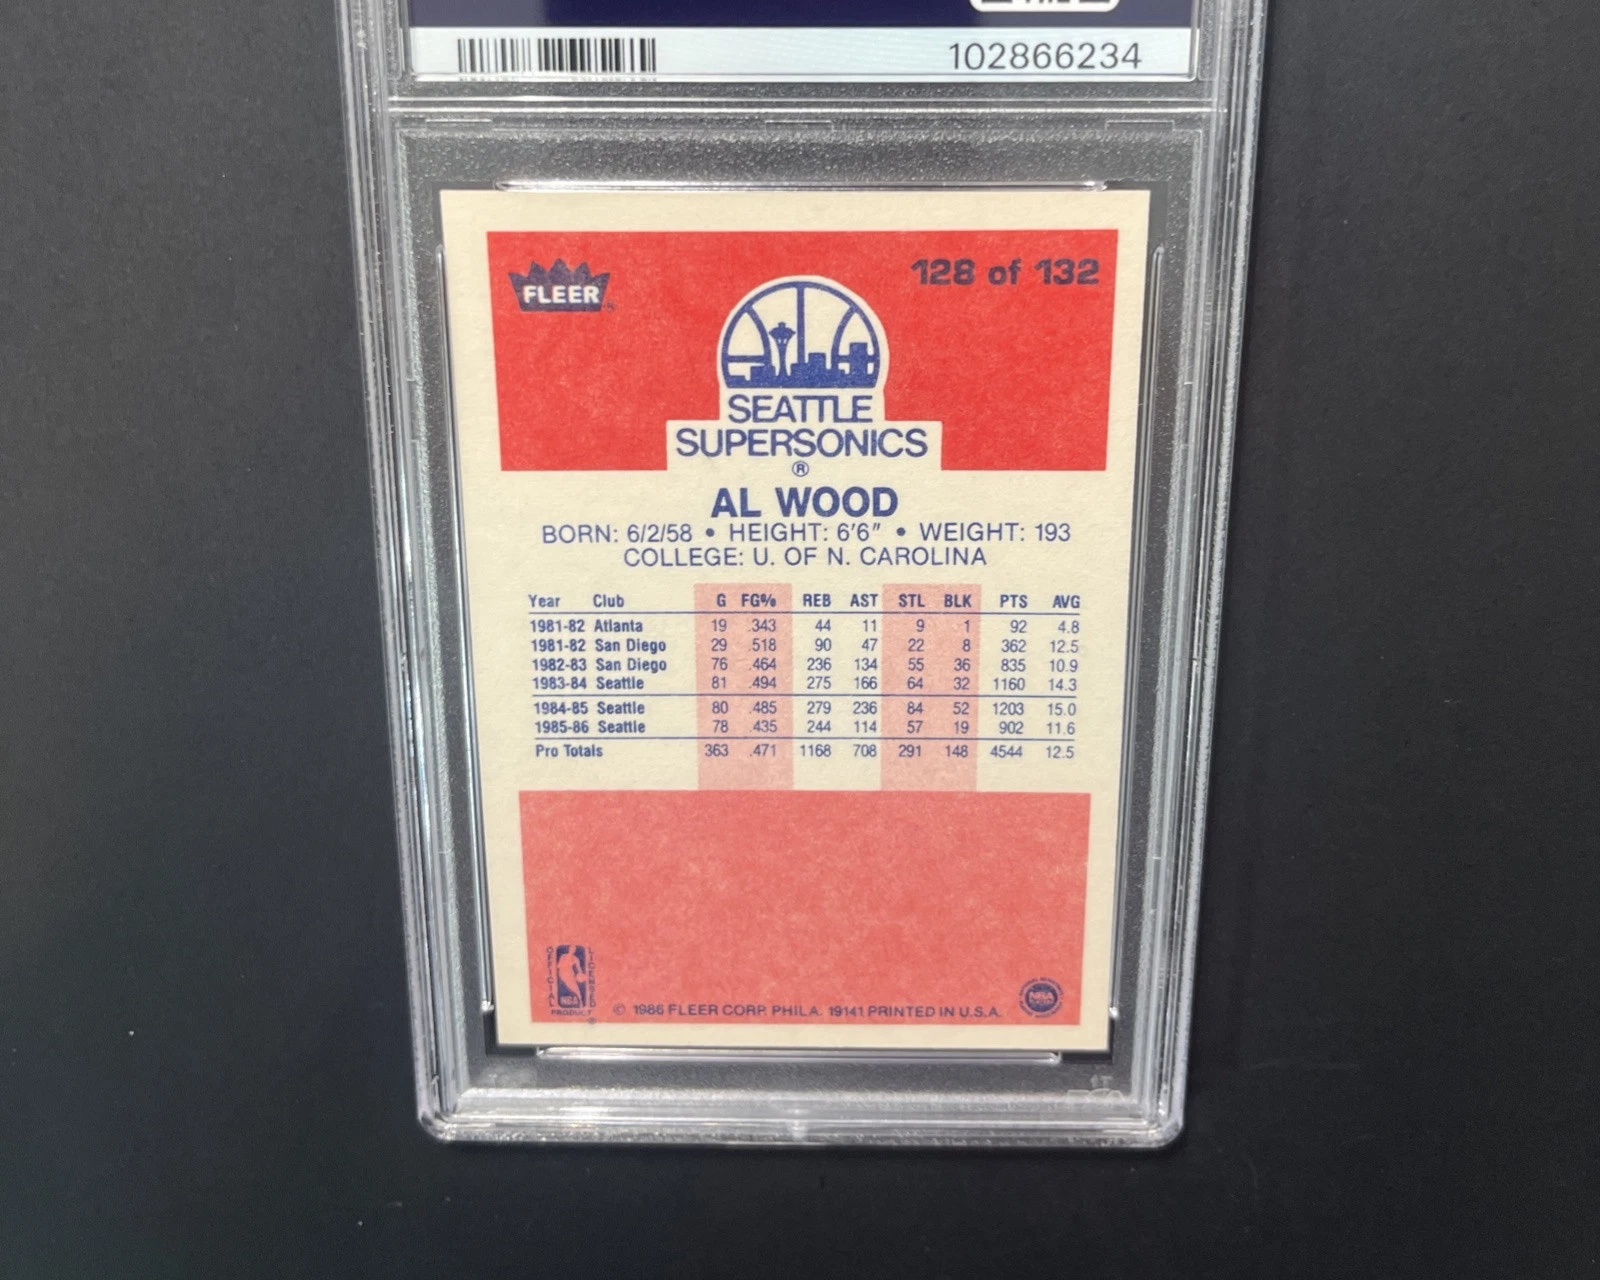 102866234
FLEER
128 of 132
SEATTLE
SUPERSONICS
®
AL WOOD
BORN: 6/2/58 • HEIGHT: 6'6" • WEIGHT: 193
COLLEGE: U. OF N. CAROLINA
Year Club G FG% REB AST STL BLK PTS AVG
1981-82 Atlanta 19 .343 44 11 9 1 92 4.8
1981-82 San Diego 29 .518 90 47 22 8 362 12.5
1982-83 San Diego 76 .464 236 134 55 36 835 10.9
1983-84 Seattle 81 .494 275 166 64 32 1160 14.3
1984-85 Seattle 80 .485 279 236 84 52 1203 15.0
1985-86 Seattle 78 .435 244 114 57 19 902 11.6
Pro Totals 363 .471 1168 708 291 148 4544 12.5
OFFICIAL LICENSED
NBA
PRODUCT
© 1986 FLEER CORP. PHILA. 19141 PRINTED IN U.S.A.